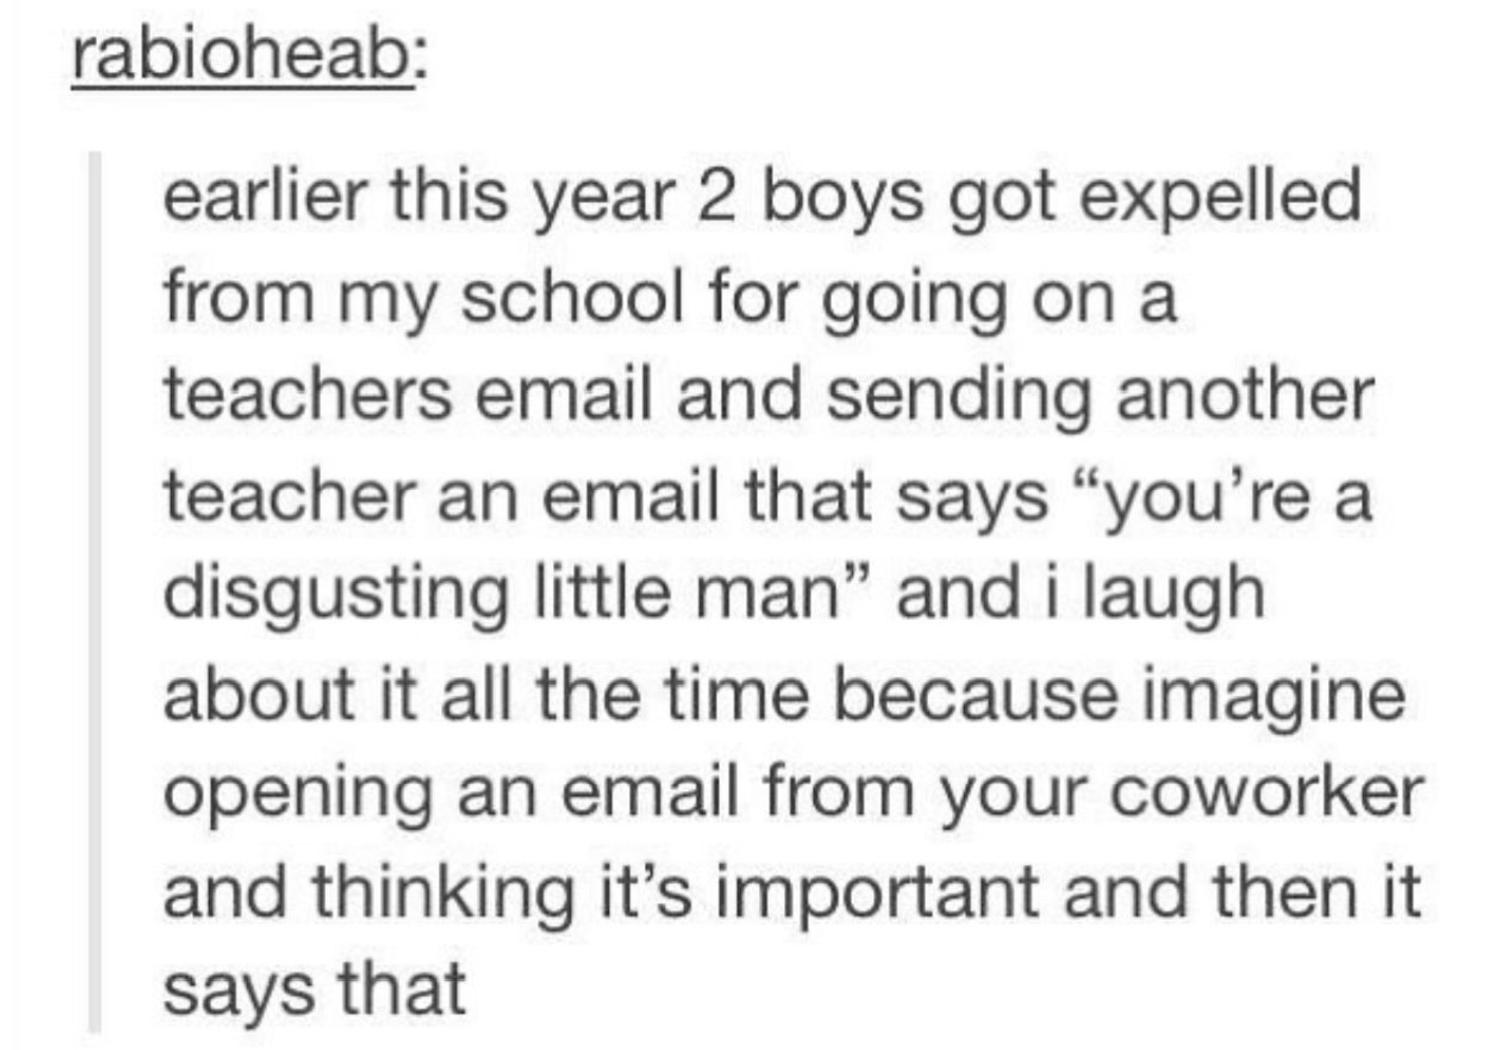 rabioheab:
earlier this year 2 boys got expelled
from my school for going on a
teachers email and sending another
teacher an email that says “you’re a
disgusting little man” and i laugh
about it all the time because imagine
opening an email from your coworker
and thinking it’s important and then it
says that